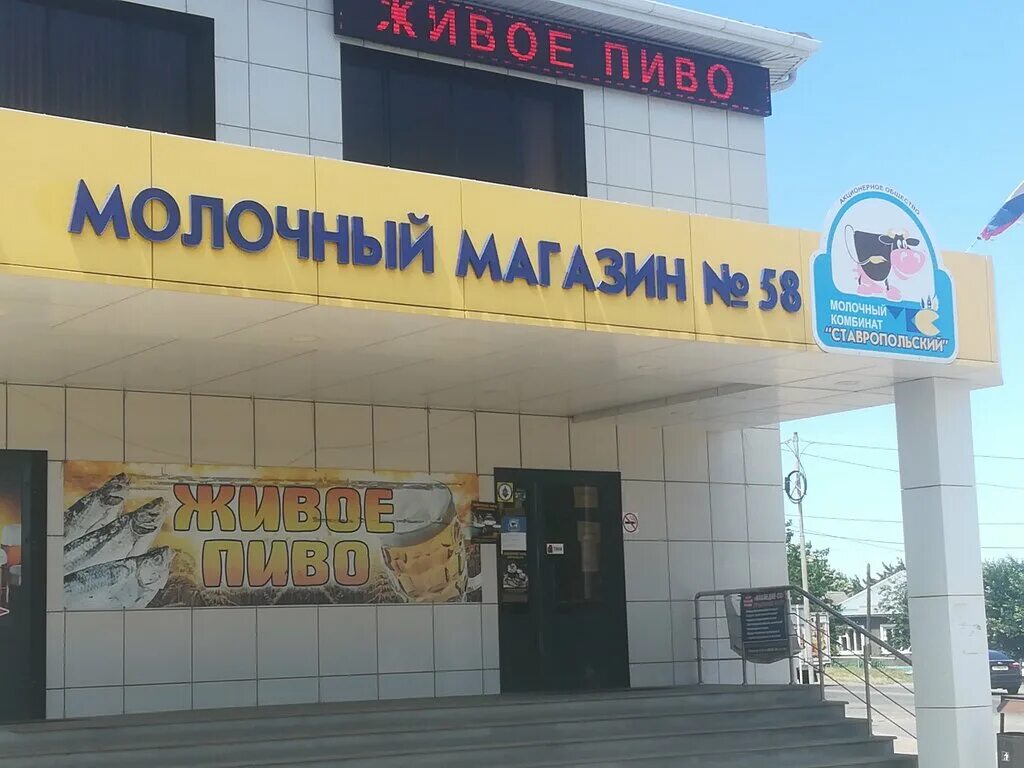 ЖИВОЕ ПИВО
МОЛОЧНЫЙ МАГАЗИН № 58
АКЦИОНЕРНОЕ ОБЩЕСТВО
МОЛОЧНЫЙ
КОМБИНАТ
"СТАВРОПОЛЬСКИЙ"
ЖИВОЕ
ПИВО